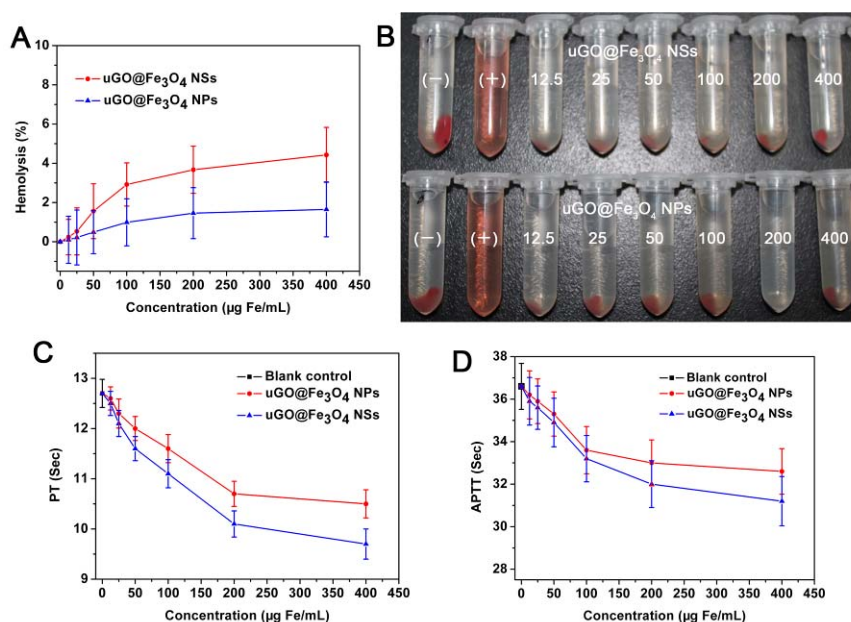 A
10
8
6
4
2
0
Hemolysis (%)
uGO@Fe₃O₄ NSs
uGO@Fe₃O₄ NPs
0 50 100 150 200 250 300 350 400 450
Concentration (µg Fe/mL)
B
uGO@Fe₃O₄ NSs
(−) (+) 12.5 25 50 100 200 400
uGO@Fe₃O₄ NPs
(−) (+) 12.5 25 50 100 200 400
C
13
12
11
10
9
PT (Sec)
Blank control
uGO@Fe₃O₄ NPs
uGO@Fe₃O₄ NSs
0 50 100 150 200 250 300 350 400 450
Concentration (µg Fe/mL)
D
38
36
34
32
30
28
APTT (Sec)
Blank control
uGO@Fe₃O₄ NPs
uGO@Fe₃O₄ NSs
0 50 100 150 200 250 300 350 400 450
Concentration (µg Fe/mL)